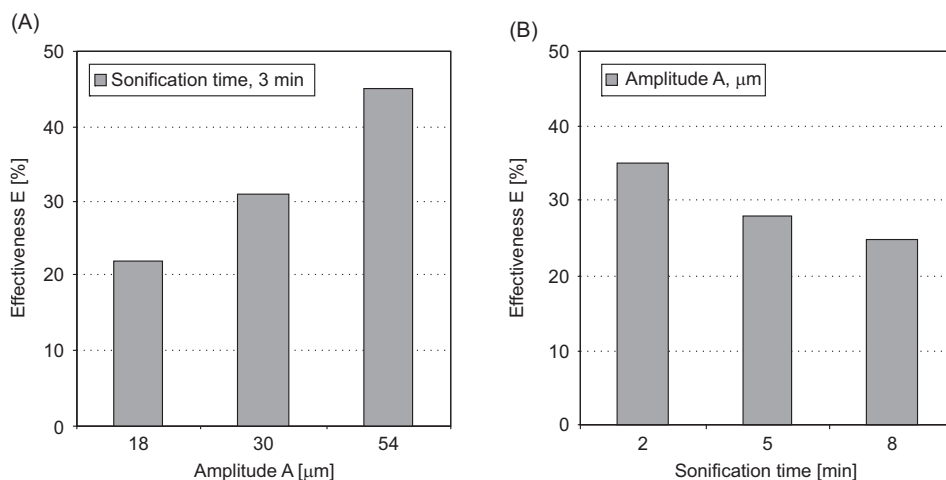 (A)
50
40
30
20
10
0
Effectiveness E [%]
Sonification time, 3 min
18 30 54
Amplitude A [μm]
(B)
50
40
30
20
10
0
Effectiveness E [%]
Amplitude A, μm
2 5 8
Sonification time [min]